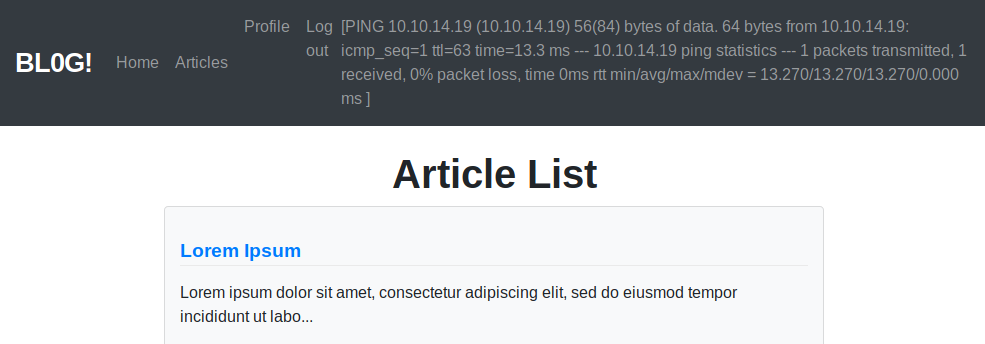 BL0G!
Home
Articles
Profile
Log
out
[PING 10.10.14.19 (10.10.14.19) 56(84) bytes of data. 64 bytes from 10.10.14.19:
icmp_seq=1 ttl=63 time=13.3 ms --- 10.10.14.19 ping statistics --- 1 packets transmitted, 1
received, 0% packet loss, time 0ms rtt min/avg/max/mdev = 13.270/13.270/13.270/0.000
ms ]
Article List
Lorem Ipsum
Lorem ipsum dolor sit amet, consectetur adipiscing elit, sed do eiusmod tempor
incididunt ut labo...